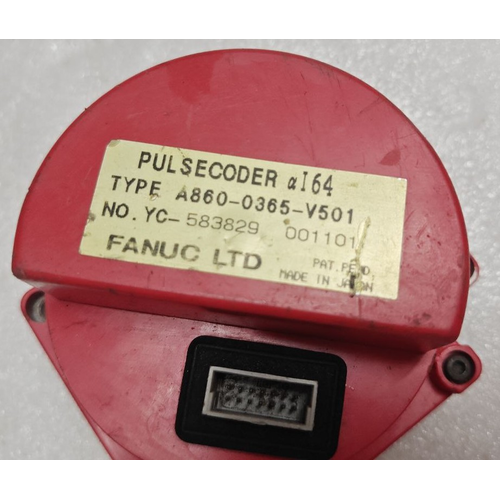 PULSECODER αI64
TYPE A860-0365-V501
NO. YC-583829 001101
FANUC LTD PAT. PEND.
MADE IN JAPAN